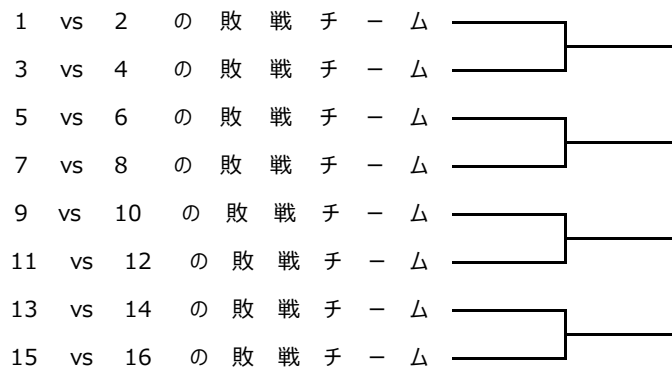 1 vs 2 の敗戦チーム
3 vs 4 の敗戦チーム
5 vs 6 の敗戦チーム
7 vs 8 の敗戦チーム
9 vs 10 の敗戦チーム
11 vs 12 の敗戦チーム
13 vs 14 の敗戦チーム
15 vs 16 の敗戦チーム